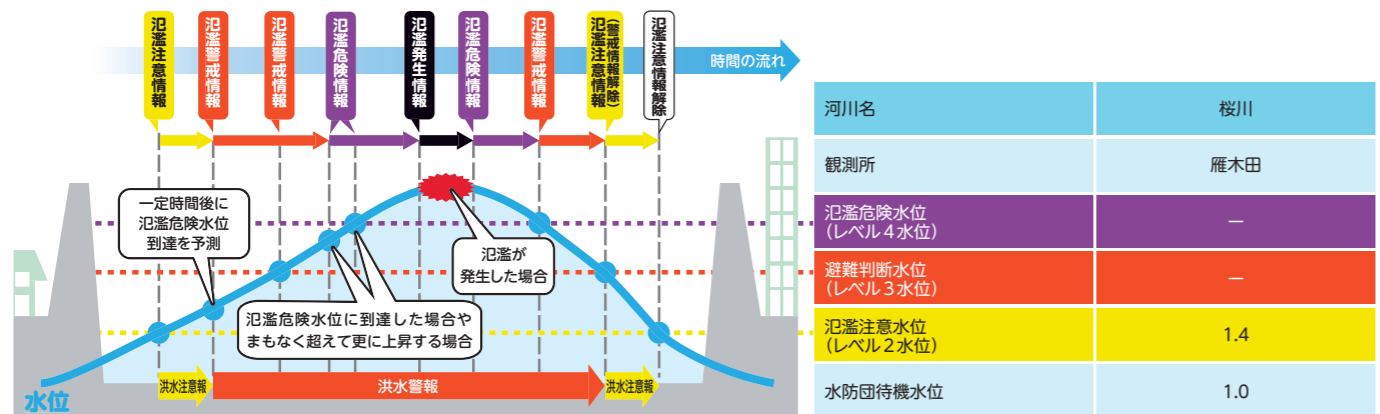 氾濫注意情報
氾濫警戒情報
氾濫警戒情報
氾濫危険情報
氾濫発生情報
氾濫危険情報
氾濫警戒情報
氾濫注意情報
(警戒情報解除)
氾濫注意情報解除
時間の流れ
一定時間後に
氾濫危険水位
到達を予測
氾濫が
発生した場合
氾濫危険水位に到達した場合や
まもなく超えて更に上昇する場合
洪水注意報
洪水警報
洪水注意報
水位
河川名 桜川
観測所 雁木田
氾濫危険水位
(レベル4水位) ―
避難判断水位
(レベル3水位) ―
氾濫注意水位
(レベル2水位) 1.4
水防団待機水位 1.0